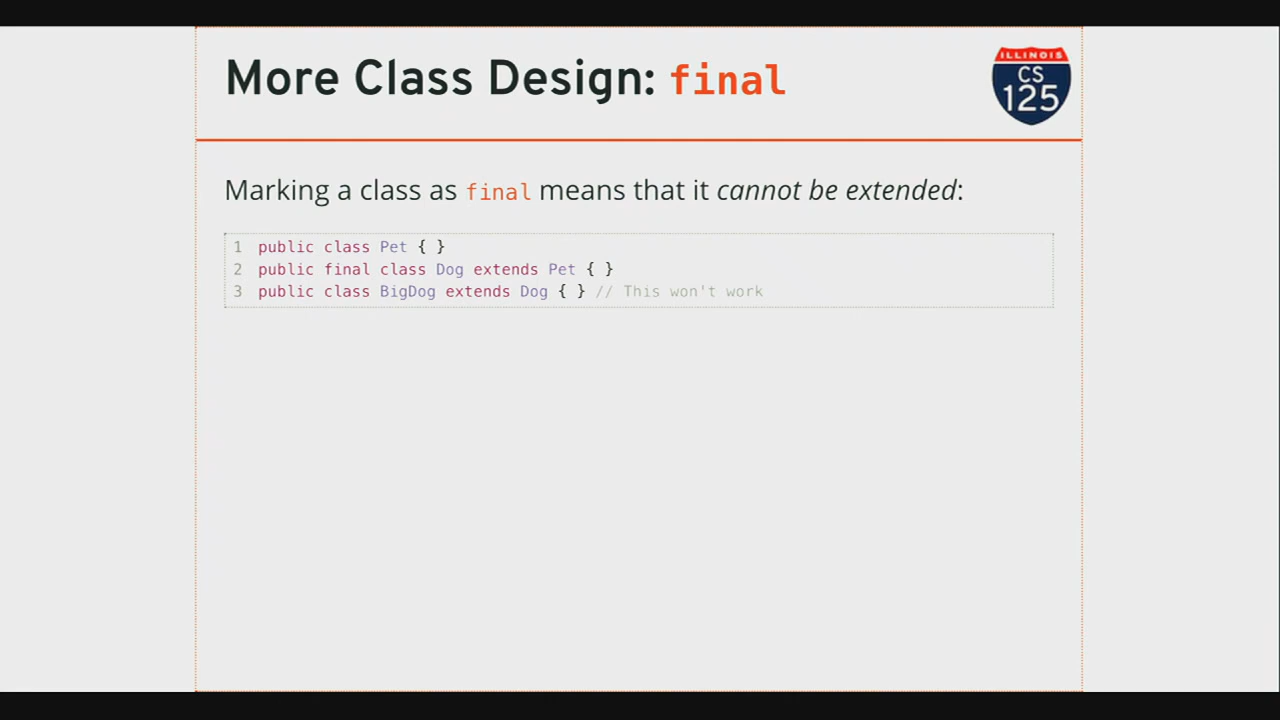 More Class Design: final
ILLINOIS
CS
125
Marking a class as final means that it cannot be extended:
1 public class Pet { }
2 public final class Dog extends Pet { }
3 public class BigDog extends Dog { } // This won't work